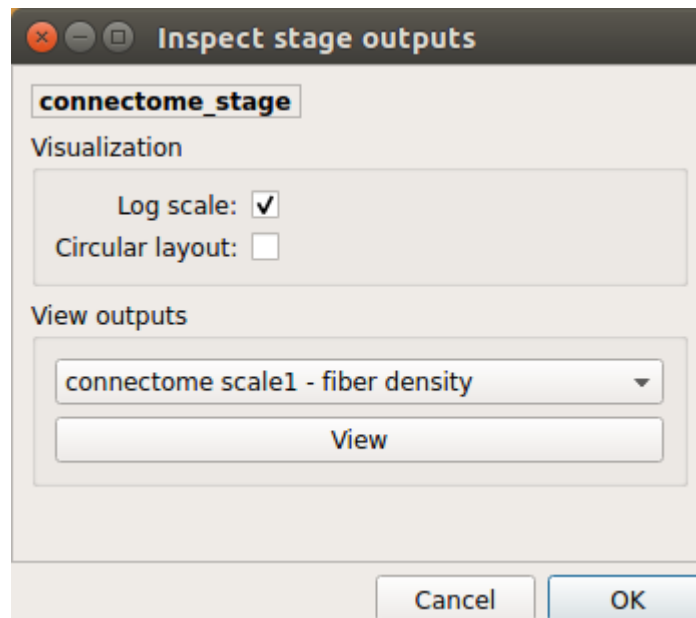 Inspect stage outputs
connectome_stage
Visualization
Log scale:
Circular layout:
View outputs
connectome scale1 - fiber density
View
Cancel OK